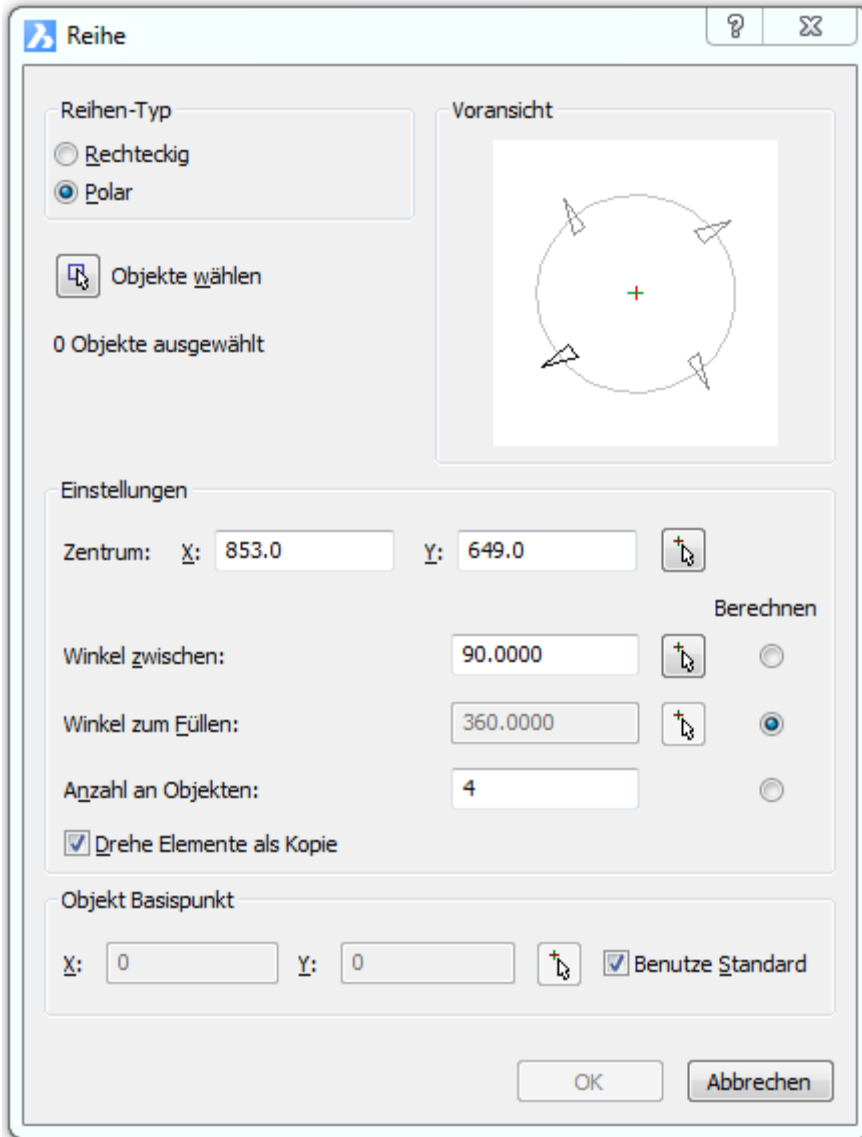 Reihe
Reihen-Typ
Rechteckig
Polar
Voransicht
Objekte wählen
0 Objekte ausgewählt
Einstellungen
Zentrum: X: 853.0 Y: 649.0
Berechnen
Winkel zwischen: 90.0000
Winkel zum Füllen: 360.0000
Anzahl an Objekten: 4
Drehe Elemente als Kopie
Objekt Basispunkt
X: 0 Y: 0 Benutze Standard
OK Abbrechen